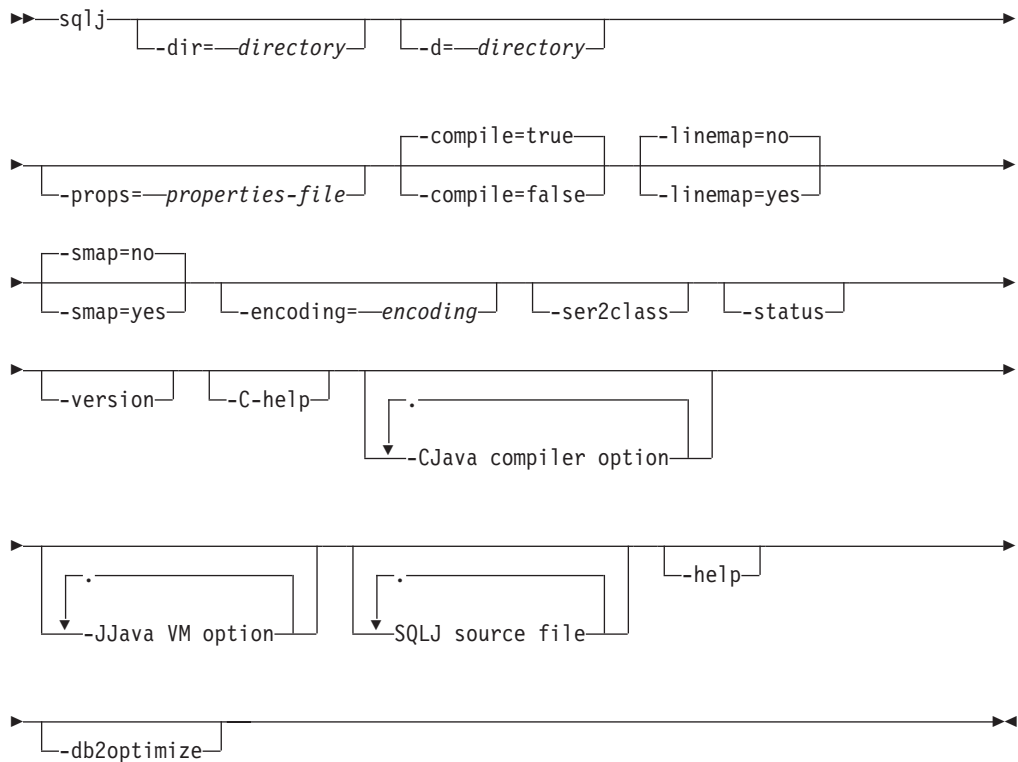 sqlj
-dir= directory
-d= directory
-compile=true
-linemap=no
-props= properties-file
-compile=false
-linemap=yes
-smap=no
-smap=yes
-encoding= encoding
-ser2class
-status
-version
-C-help
.
-CJava compiler option
.
.
-help
-JJava VM option
SQLJ source file
-db2optimize